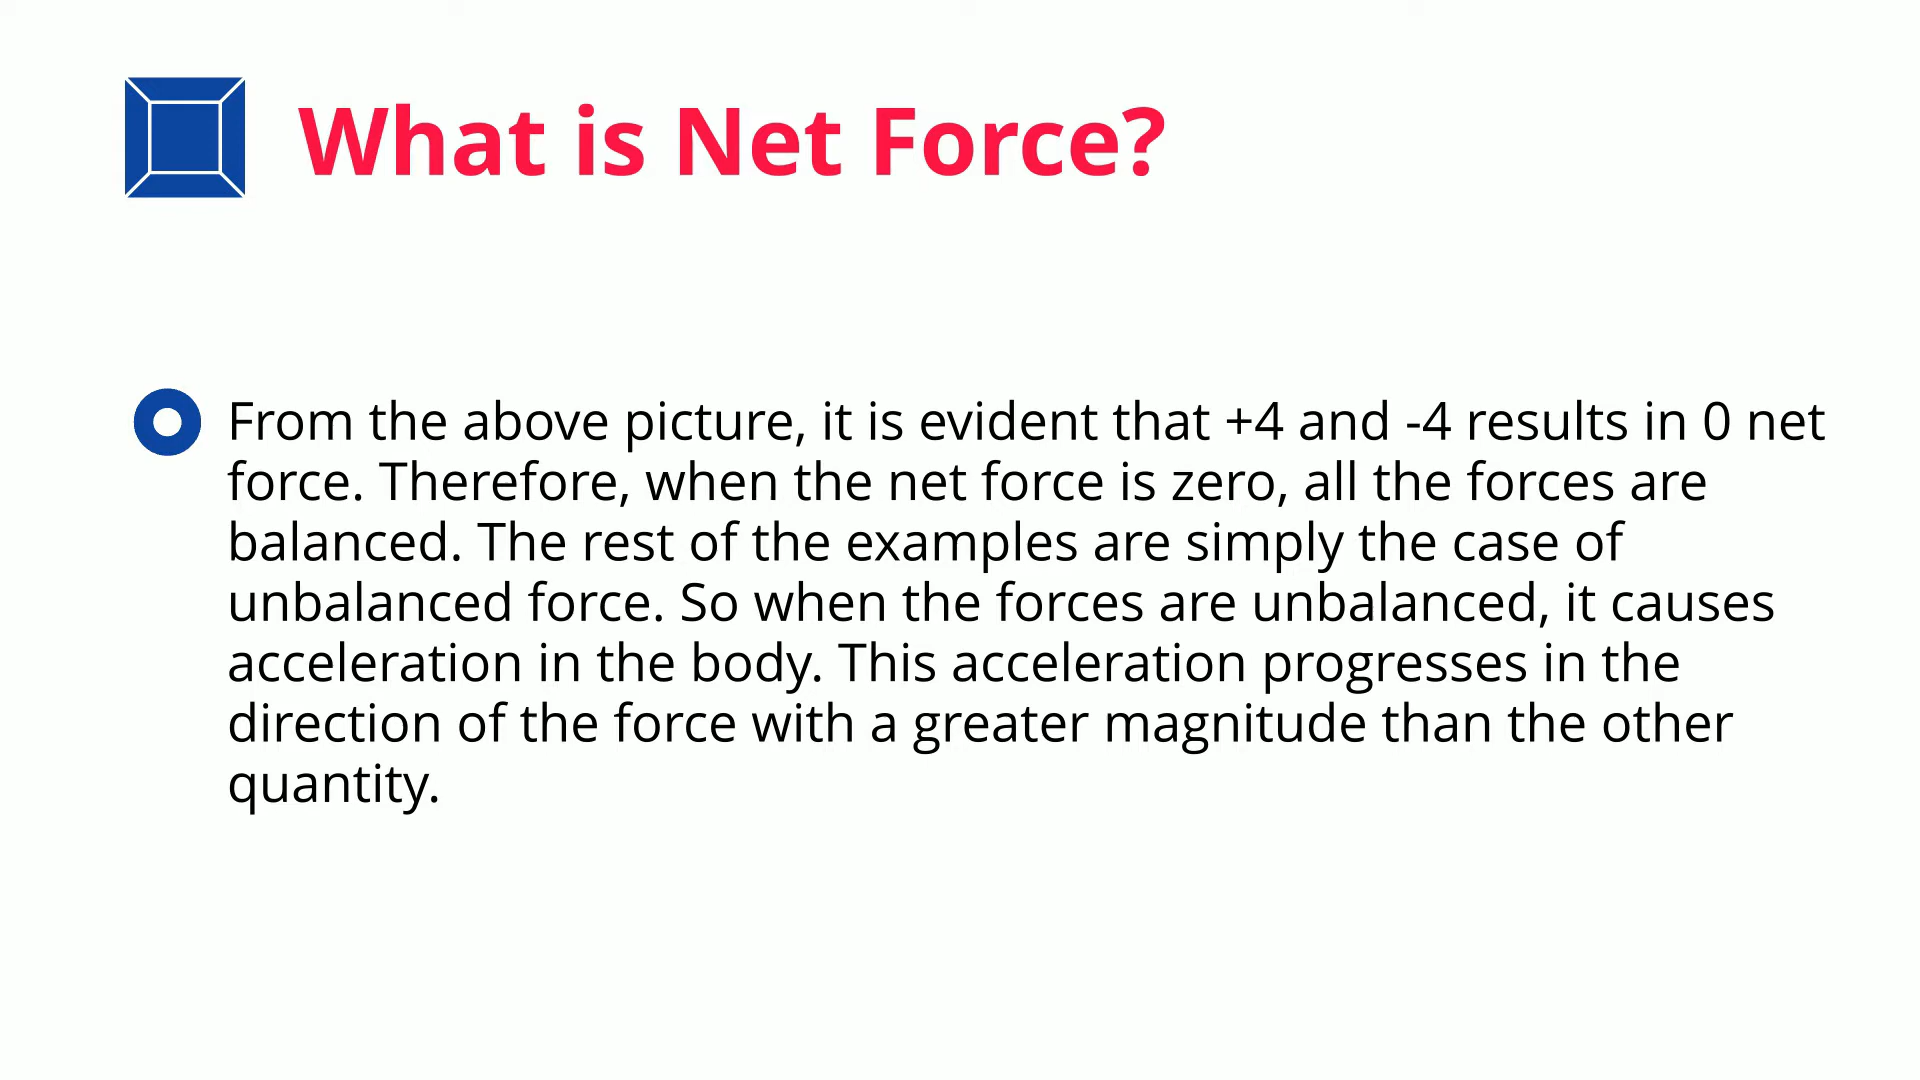 What is Net Force?
From the above picture, it is evident that +4 and -4 results in 0 net
force. Therefore, when the net force is zero, all the forces are
balanced. The rest of the examples are simply the case of
unbalanced force. So when the forces are unbalanced, it causes
acceleration in the body. This acceleration progresses in the
direction of the force with a greater magnitude than the other
quantity.